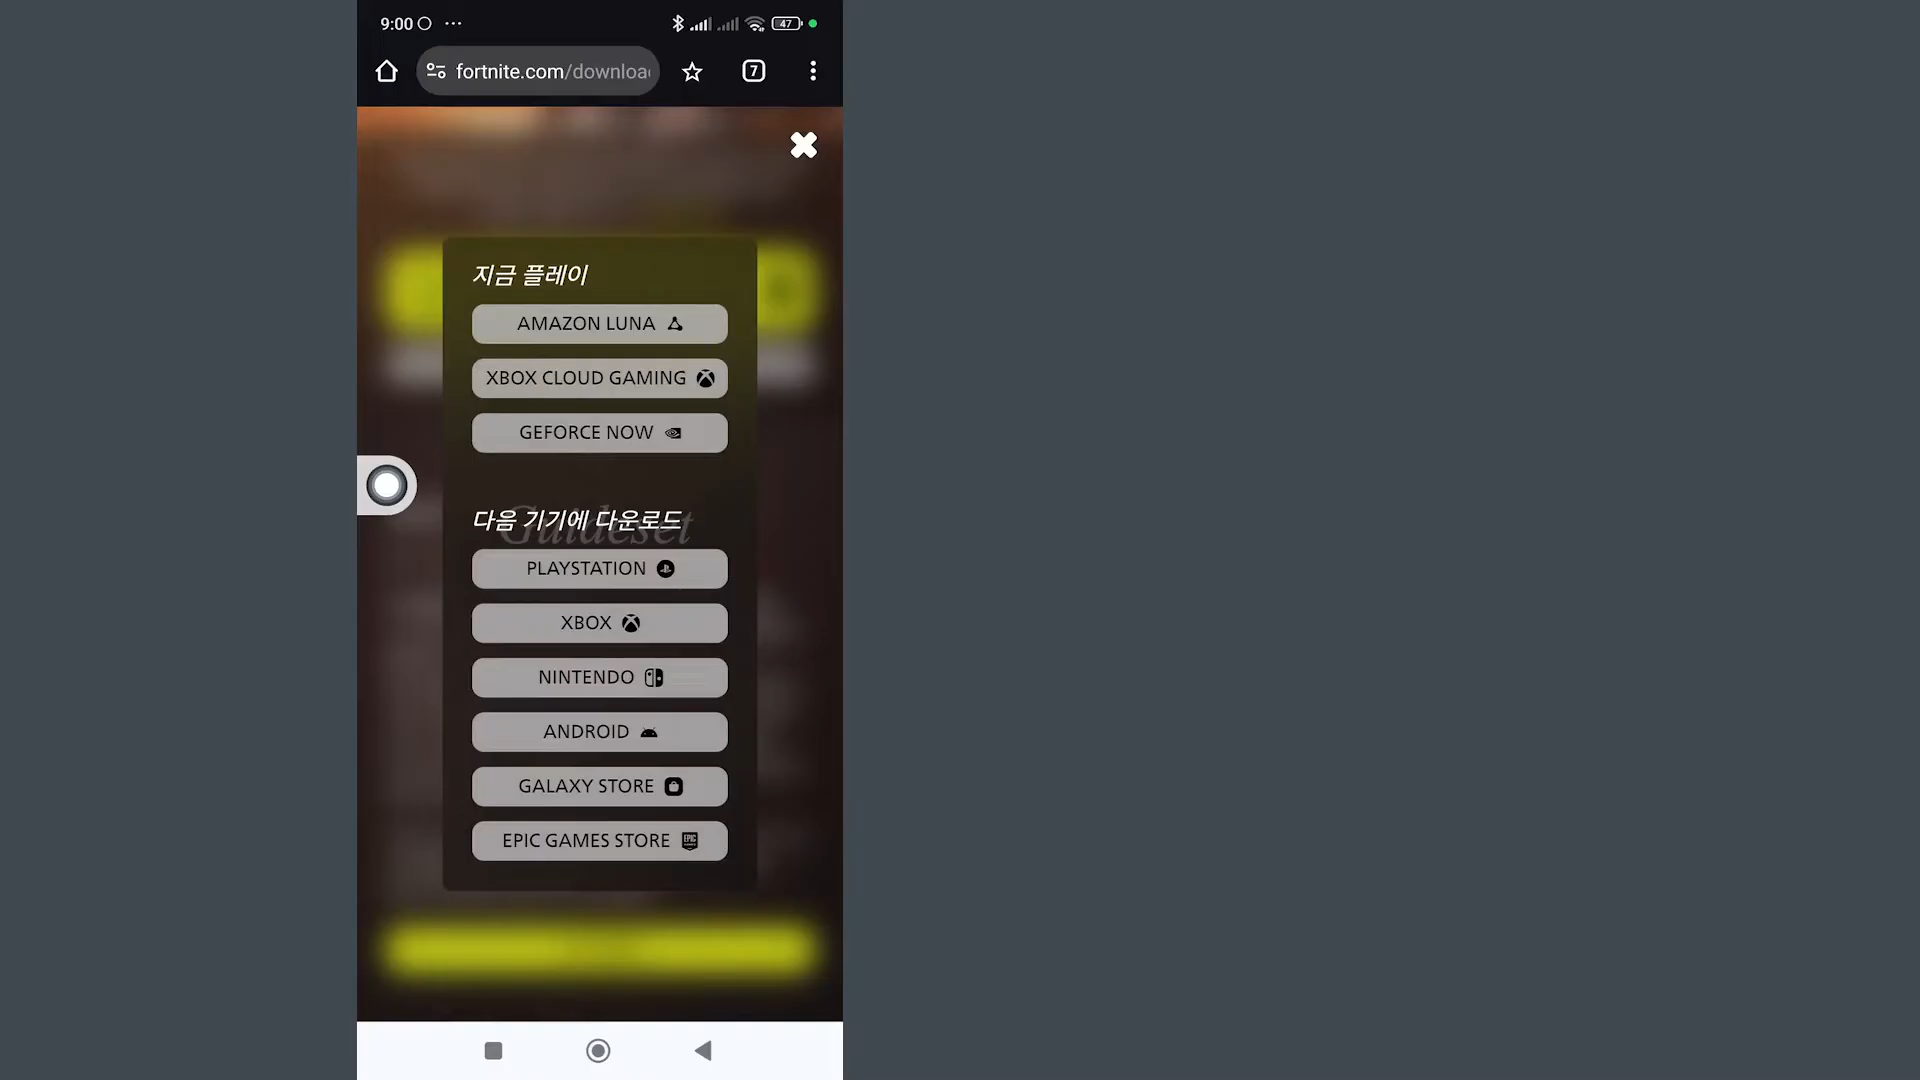 9:00
47
fortnite.com/downloa
7
지금 플레이
AMAZON LUNA
XBOX CLOUD GAMING
GEFORCE NOW
다음 기기에 다운로드
Guideset
PLAYSTATION
XBOX
NINTENDO
ANDROID
GALAXY STORE
EPIC GAMES STORE